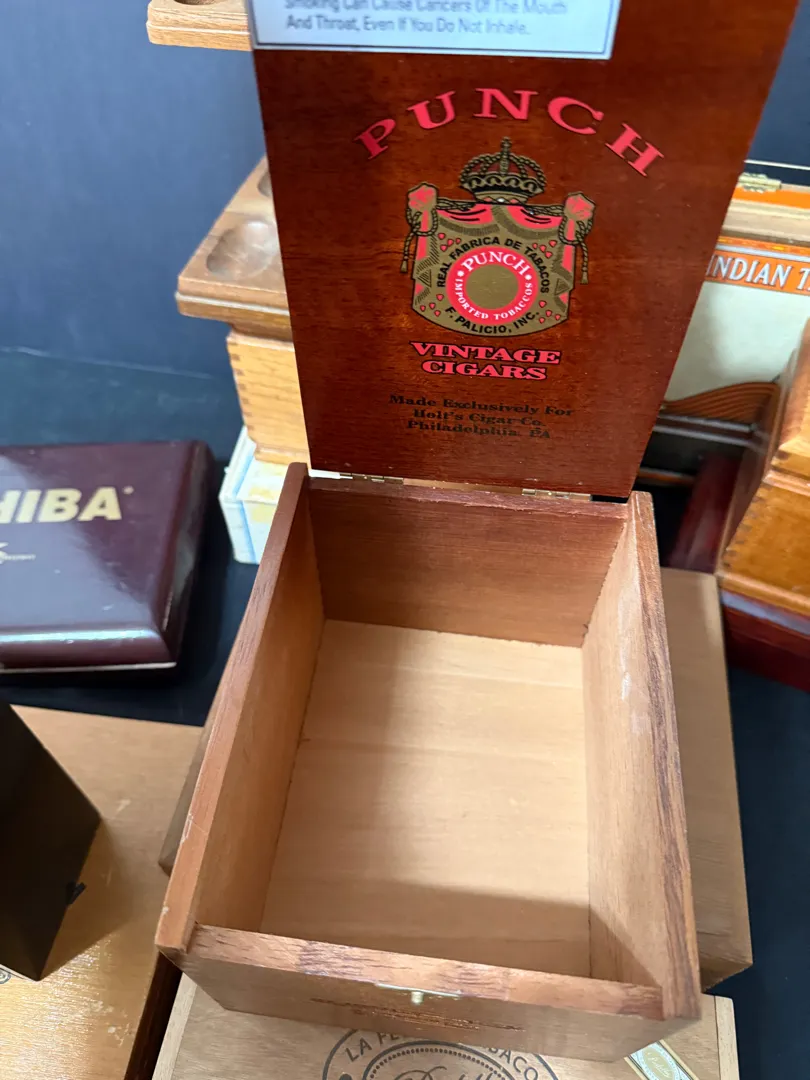 Smoking Can Cause Cancers Of The Mouth
And Throat, Even If You Do Not Inhale.
PUNCH
REAL FABRICA DE TABACOS
PUNCH
IMPORTED TOBACCOS
F. PALICIO, INC.
VINTAGE
CIGARS
Made Exclusively For
Holt's Cigar Co.
Philadelphia, PA
INDIAN T
HIBA
LA